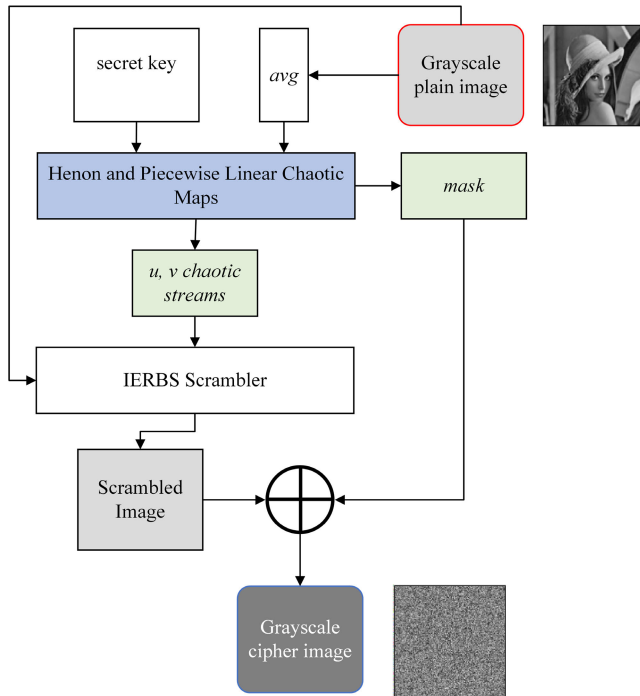 secret key
avg
Grayscale
plain image
Henon and Piecewise Linear Chaotic
Maps
mask
u, v chaotic
streams
IERBS Scrambler
Scrambled
Image
Grayscale
cipher image